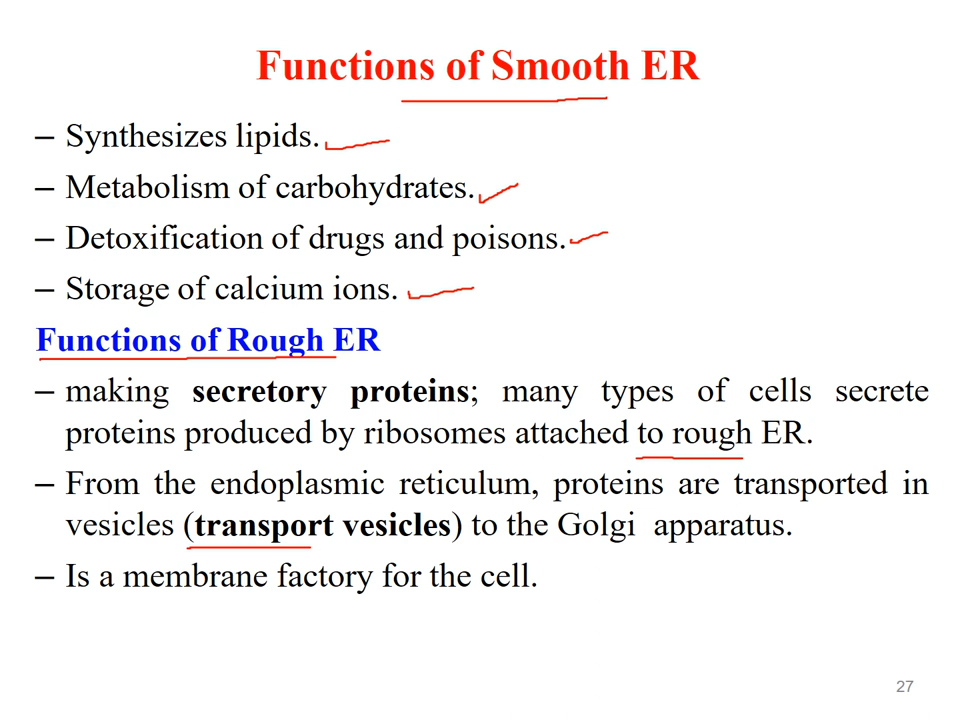 Functions of Smooth ER
– Synthesizes lipids.
– Metabolism of carbohydrates.
– Detoxification of drugs and poisons.
– Storage of calcium ions.
Functions of Rough ER
– making secretory proteins; many types of cells secrete
proteins produced by ribosomes attached to rough ER.
– From the endoplasmic reticulum, proteins are transported in
vesicles (transport vesicles) to the Golgi apparatus.
– Is a membrane factory for the cell.
27